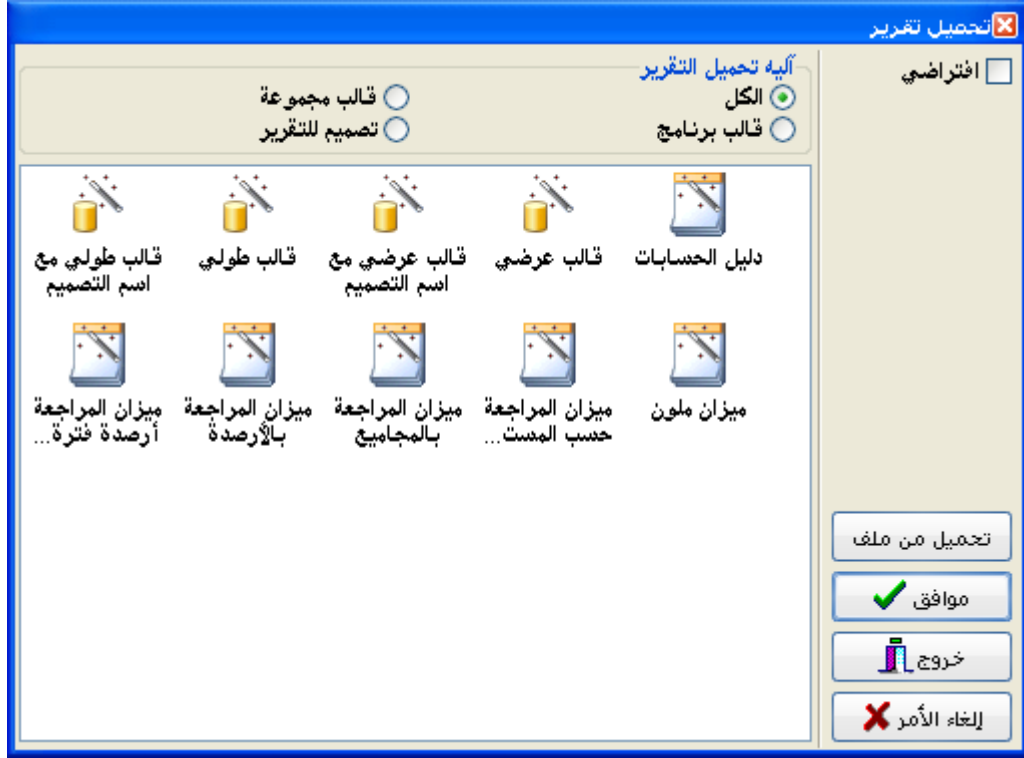 تحميل تقرير
افتراضي
آليه تحميل التقرير
الكل
قالب مجموعة
قالب برنامج
تصميم للتقرير
دليل الحسابات
قالب عرضي
قالب عرضي مع
اسم التصميم
قالب طولي
قالب طولي مع
اسم التصميم
ميزان ملون
ميزان المراجعة
حسب المست...
ميزان المراجعة
بالمجاميع
ميزان المراجعة
بالأرصدة
ميزان المراجعة
أرصدة فترة...
تحميل من ملف
موافق
خروج
إلغاء الأمر